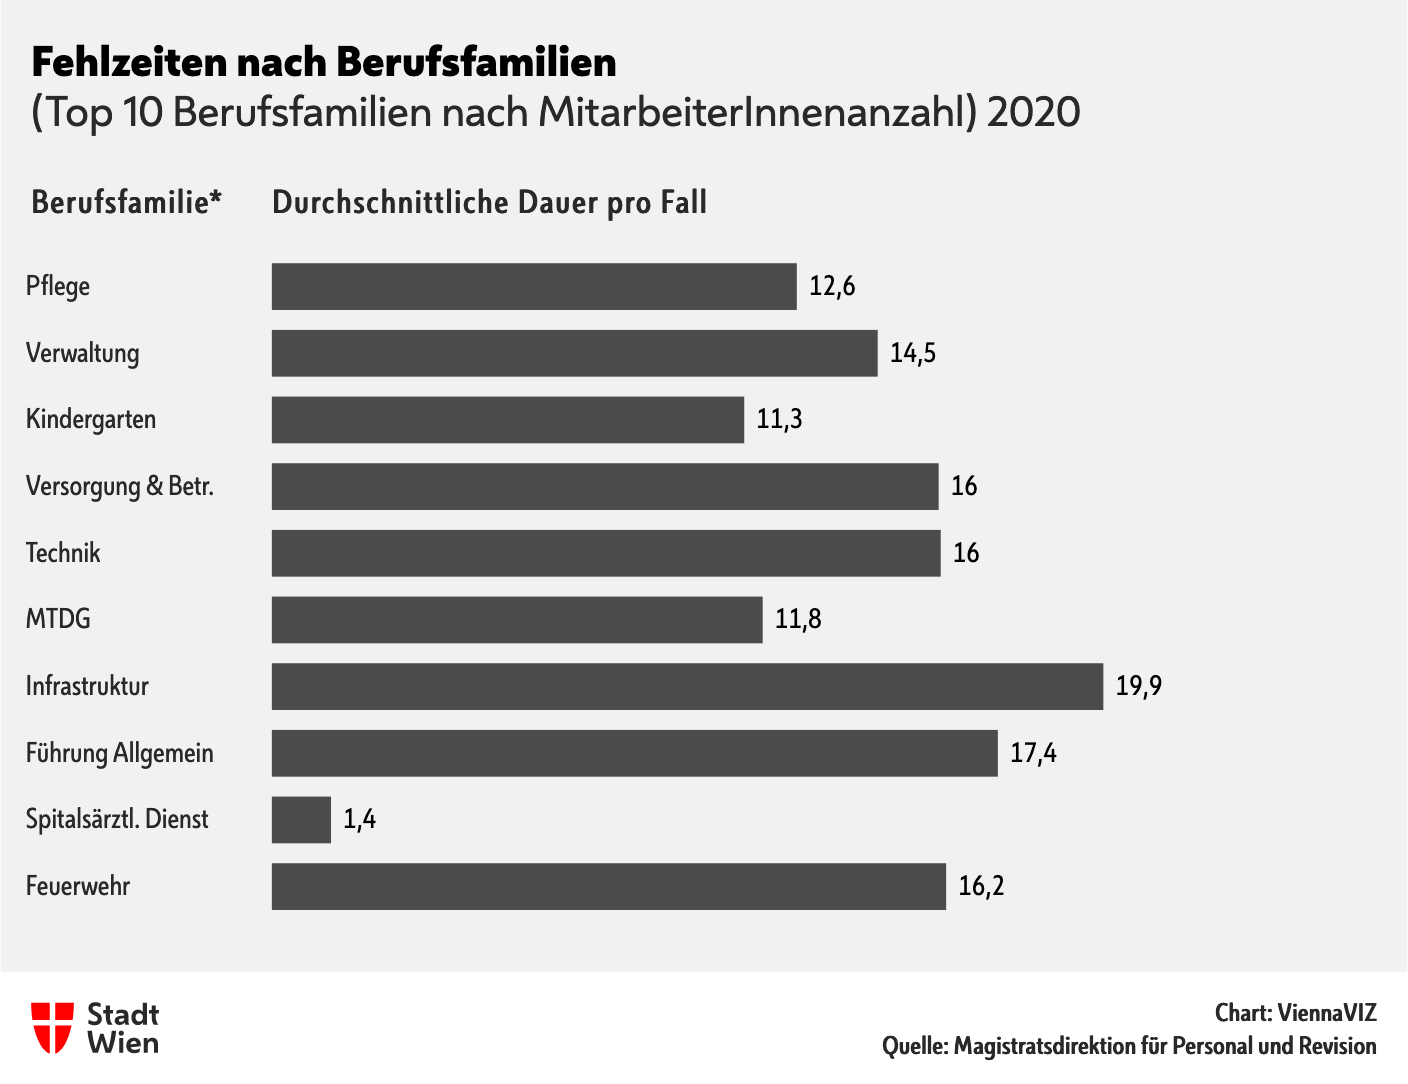 Fehlzeiten nach Berufsfamilien
(Top 10 Berufsfamilien nach MitarbeiterInnenanzahl) 2020
Berufsfamilie* Durchschnittliche Dauer pro Fall
Pflege 12,6
Verwaltung 14,5
Kindergarten 11,3
Versorgung & Betr. 16
Technik 16
MTDG 11,8
Infrastruktur 19,9
Führung Allgemein 17,4
Spitalsärztl. Dienst 1,4
Feuerwehr 16,2
Stadt
Wien
Chart: ViennaVIZ
Quelle: Magistratsdirektion für Personal und Revision